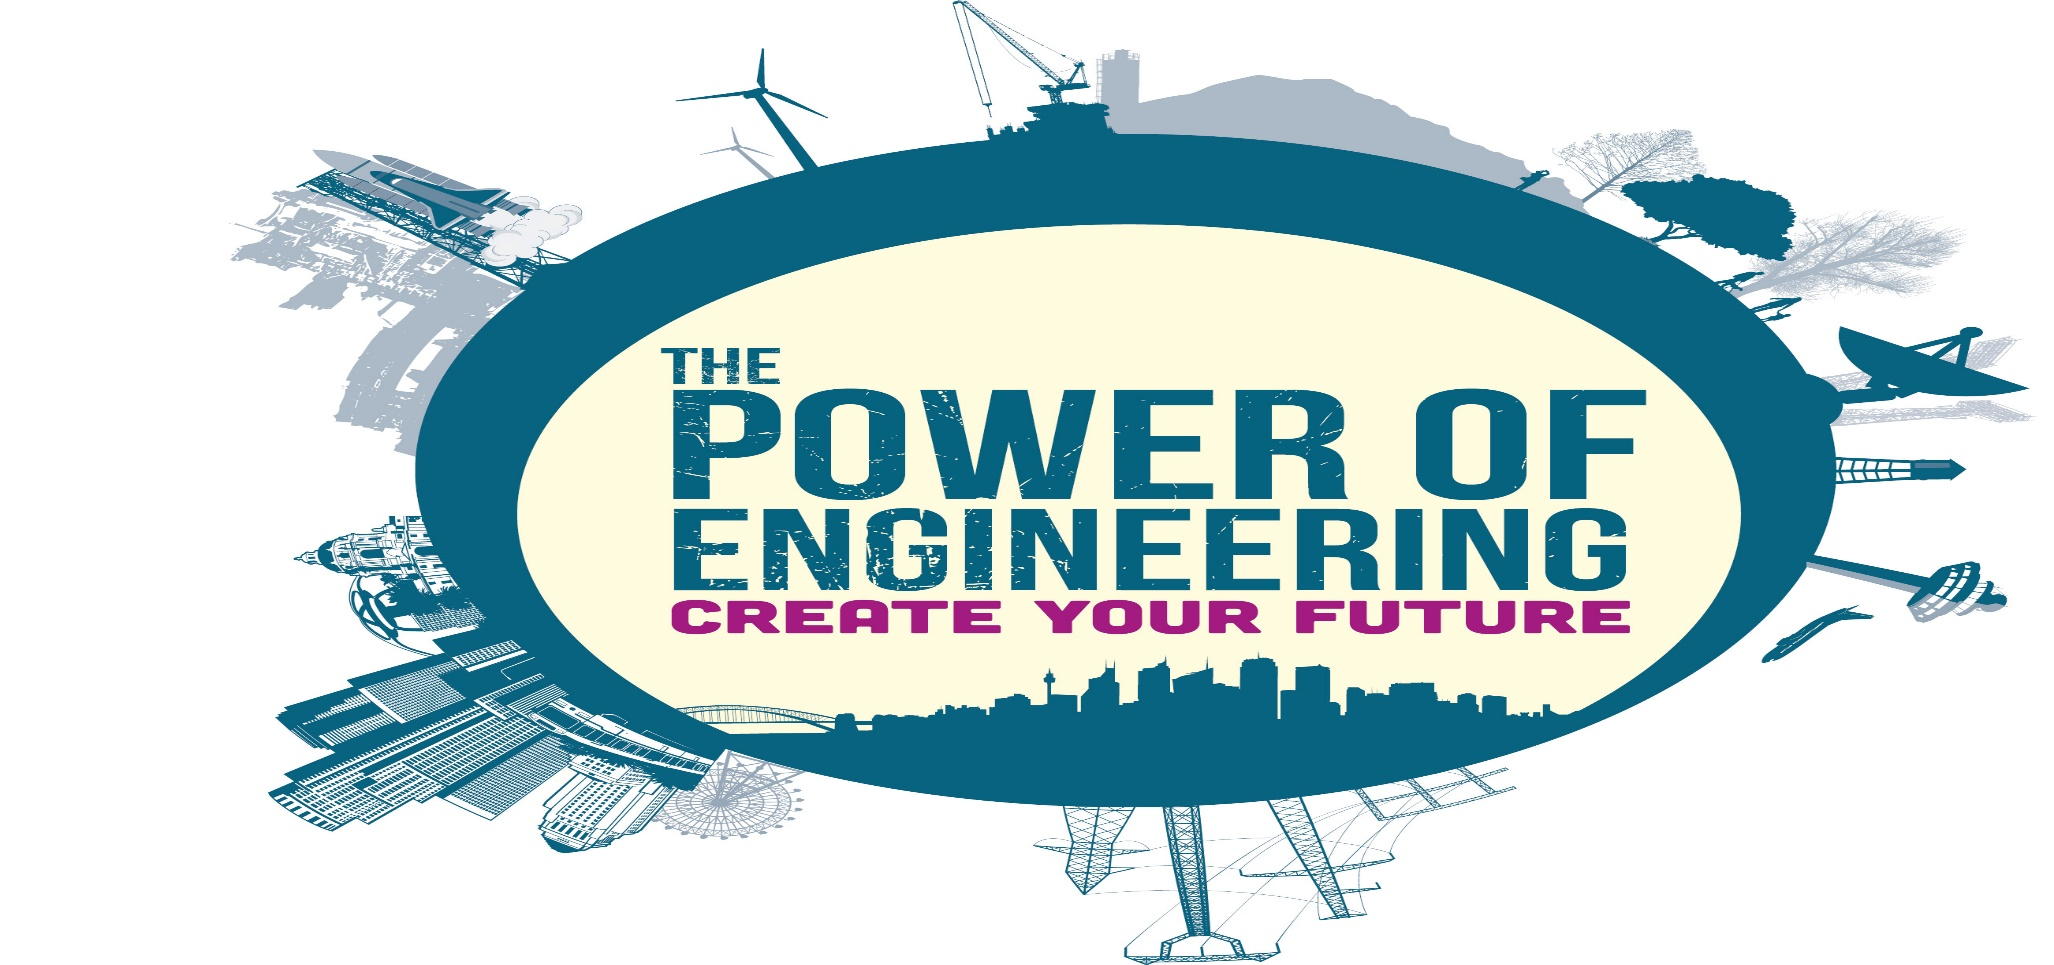 THE
POWER OF
ENGINEERING
CREATE YOUR FUTURE